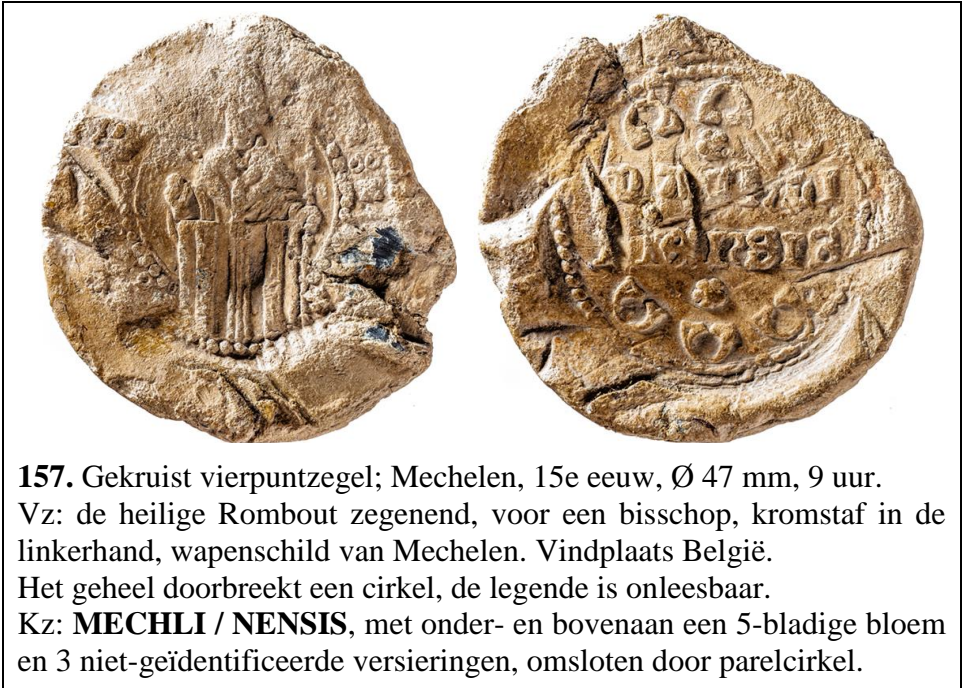 157. Gekruist vierpuntzegel; Mechelen, 15e eeuw, Ø 47 mm, 9 uur.
Vz: de heilige Rombout zegenend, voor een bisschop, kromstaf in de
linkerhand, wapenschild van Mechelen. Vindplaats België.
Het geheel doorbreekt een cirkel, de legende is onleesbaar.
Kz: MECHLI / NENSIS, met onder- en bovenaan een 5-bladige bloem
en 3 niet-geïdentificeerde versieringen, omsloten door parelcirkel.